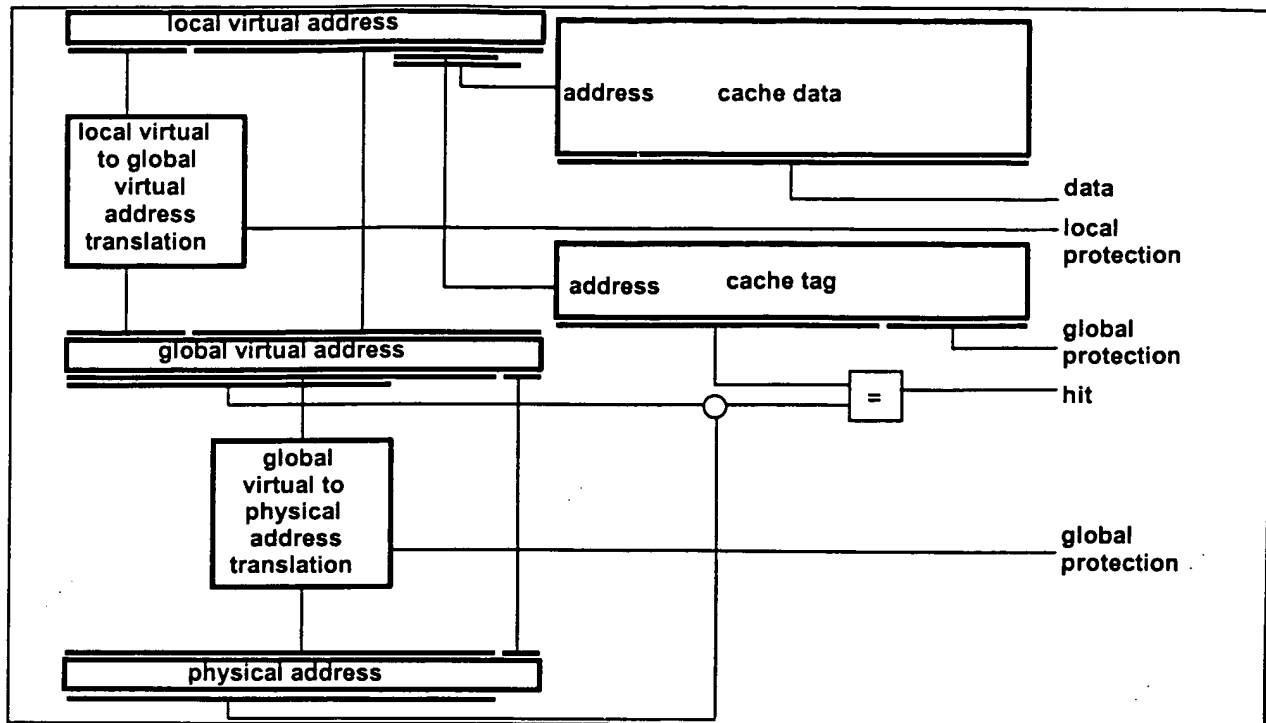 local virtual address
address cache data
local virtual
to global
virtual
address
translation
data
local
protection
address cache tag
global
protection
global virtual address
hit
=
global
virtual to
physical
address
translation
global
protection
physical address